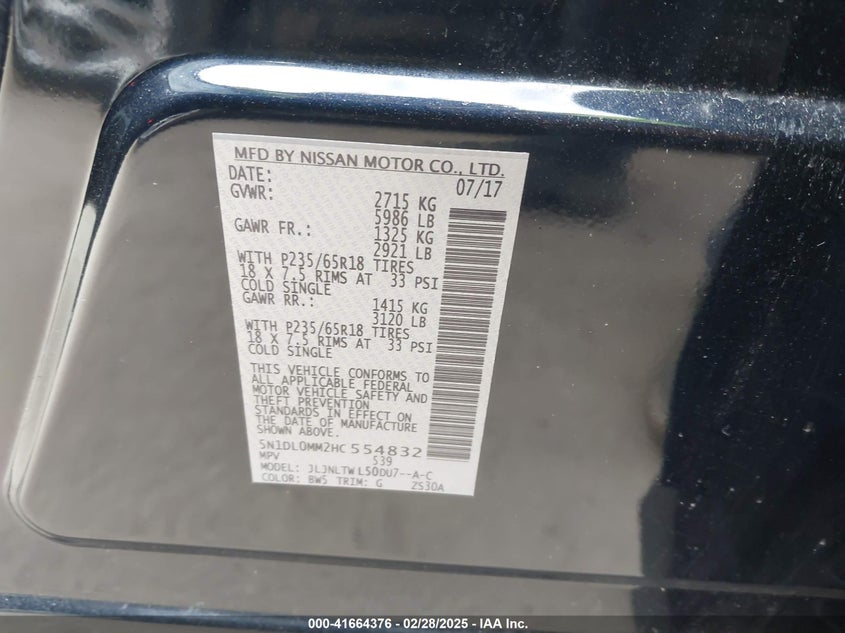 MFD BY NISSAN MOTOR CO., LTD.
DATE: 07/17
GVWR: 2715 KG
5986 LB
GAWR FR.: 1325 KG
2921 LB
WITH P235/65R18 TIRES
18 X 7.5 RIMS AT 33 PSI
COLD SINGLE
GAWR RR.: 1415 KG
3120 LB
WITH P235/65R18 TIRES
18 X 7.5 RIMS AT 33 PSI
COLD SINGLE
THIS VEHICLE CONFORMS TO
ALL APPLICABLE FEDERAL
MOTOR VEHICLE SAFETY AND
THEFT PREVENTION
STANDARDS IN EFFECT ON
THE DATE OF MANUFACTURE
SHOWN ABOVE.
5N1DL0MM2HC554832
MPV 539
MODEL: JLJNLTWL50DU7--A-C
COLOR: BW5 TRIM: G ZS30A
000-41664376 - 02/28/2025 - IAA Inc.